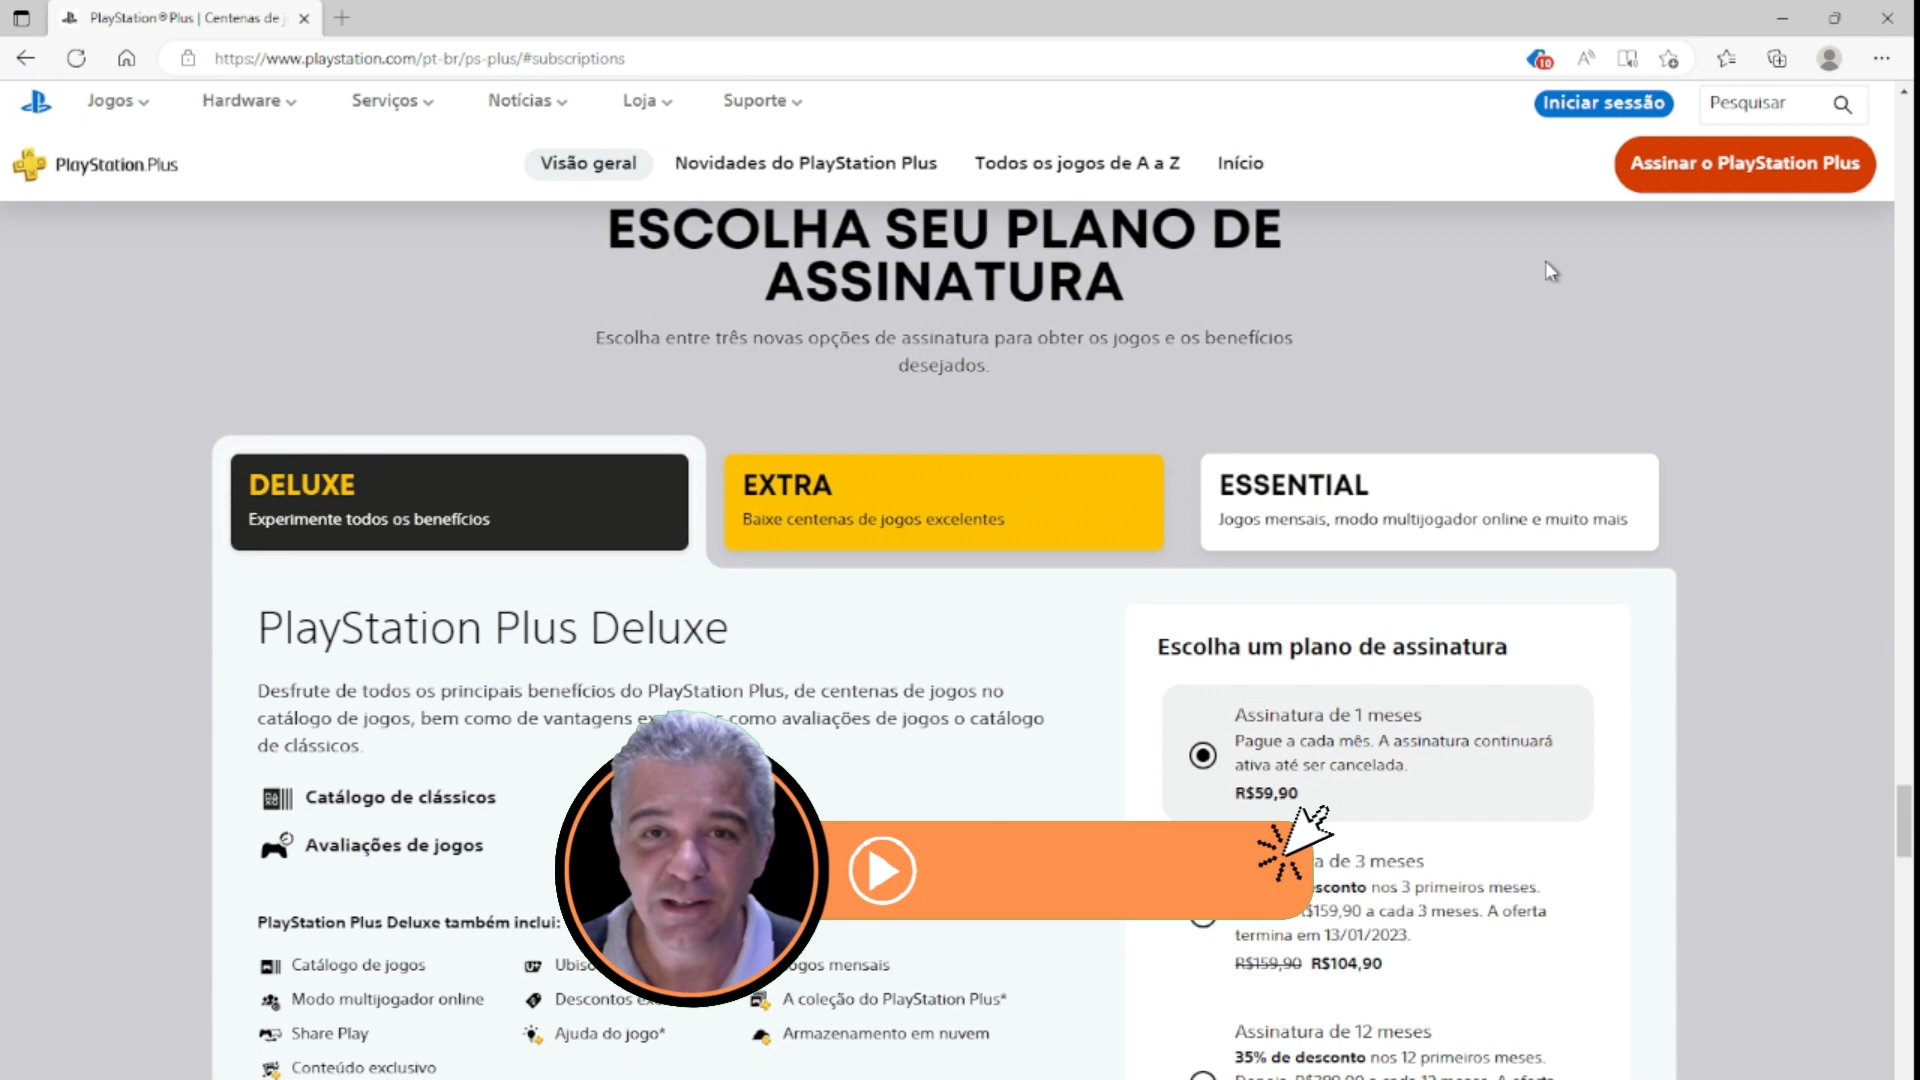 PlayStation®Plus | Centenas de j
https://www.playstation.com/pt-br/ps-plus/#subscriptions
10
Jogos
Hardware
Serviços
Notícias
Loja
Suporte
Iniciar sessão
Pesquisar
PlayStation.Plus
Visão geral
Novidades do PlayStation Plus
Todos os jogos de A a Z
Início
Assinar o PlayStation Plus
ESCOLHA SEU PLANO DE
ASSINATURA
Escolha entre três novas opções de assinatura para obter os jogos e os benefícios
desejados.
DELUXE
Experimente todos os benefícios
EXTRA
Baixe centenas de jogos excelentes
ESSENTIAL
Jogos mensais, modo multijogador online e muito mais
PlayStation Plus Deluxe
Desfrute de todos os principais benefícios do PlayStation Plus, de centenas de jogos no
catálogo de jogos, bem como de vantagens como avaliações de jogos o catálogo
de clássicos.
Catálogo de clássicos
Avaliações de jogos
PlayStation Plus Deluxe também inclui:
Catálogo de jogos
Modo multijogador online
Share Play
Conteúdo exclusivo
Descontos
Ajuda do jogo*
mensais
A coleção do PlayStation Plus*
Armazenamento em nuvem
Escolha um plano de assinatura
Assinatura de 1 meses
Pague a cada mês. A assinatura continuará
ativa até ser cancelada.
R$59,90
de 3 meses
nos 3 primeiros meses.
R$159,90 a cada 3 meses. A oferta
termina em 13/01/2023.
R$159,90 R$104,90
Assinatura de 12 meses
35% de desconto nos 12 primeiros meses.